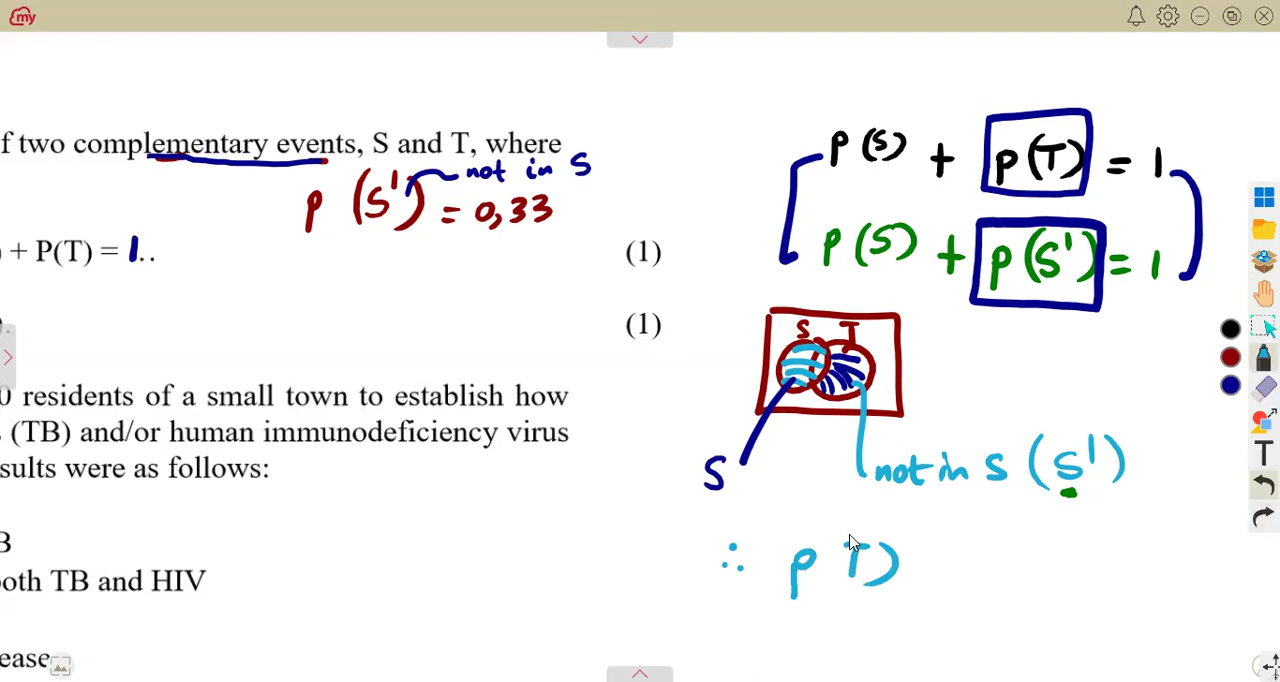 my
f two complementary events, S and T, where
not in S
P (S') = 0,33
) + P(T) = 1..
(1)
(1)
0 residents of a small town to establish how
s (TB) and/or human immunodeficiency virus
sults were as follows:
B
both TB and HIV
ease
P(S) + P(T) = 1
P(S) + P(S') = 1
S T
S
not in S (S')
∴ P T)
T